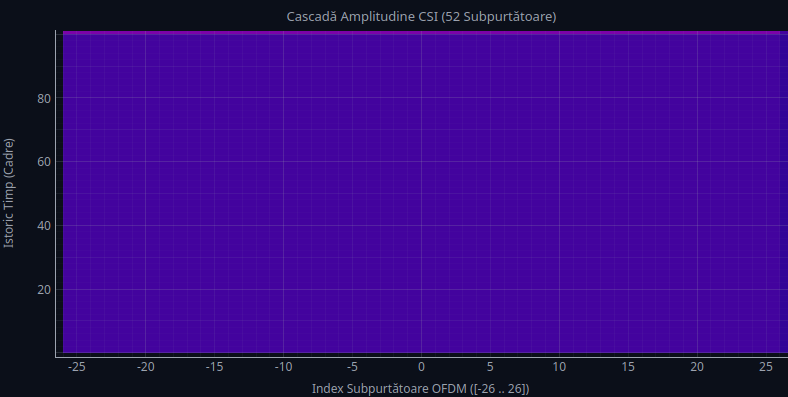 Cascadă Amplitudine CSI (52 Subpurtătoare)
Istoric Timp (Cadre)
80
60
40
20
-25 -20 -15 -10 -5 0 5 10 15 20 25
Index Subpurtătoare OFDM ([-26 .. 26])